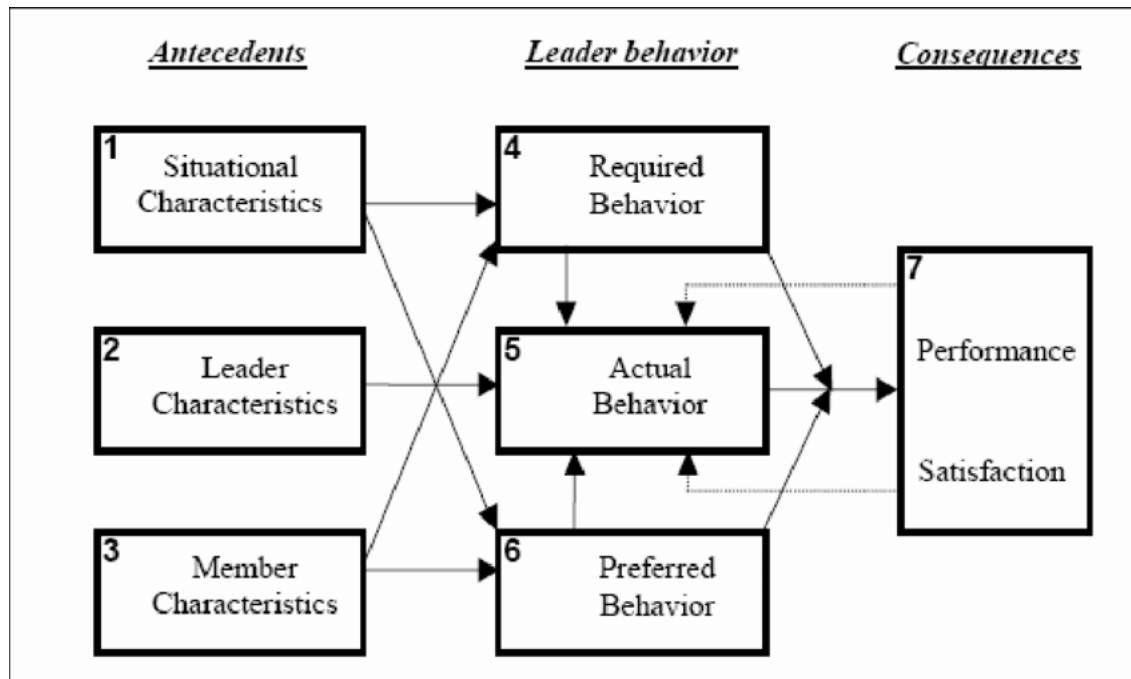 Antecedents
Leader behavior
Consequences
1
Situational
Characteristics
4
Required
Behavior
2
Leader
Characteristics
5
Actual
Behavior
7
Performance
Satisfaction
3
Member
Characteristics
6
Preferred
Behavior